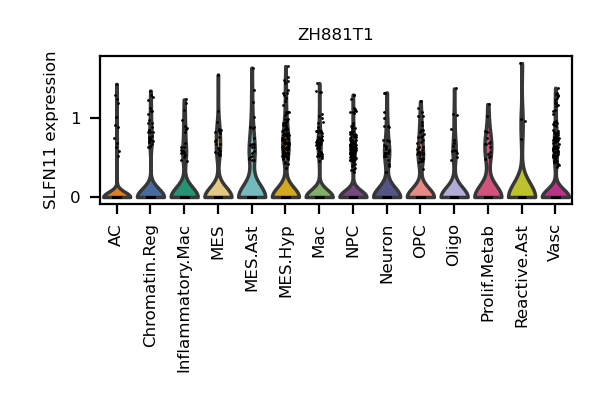 ZH881T1
SLFN11 expression
1
0
AC
Chromatin.Reg
Inflammatory.Mac
MES
MES.Ast
MES.Hyp
Mac
NPC
Neuron
OPC
Oligo
Prolif.Metab
Reactive.Ast
Vasc